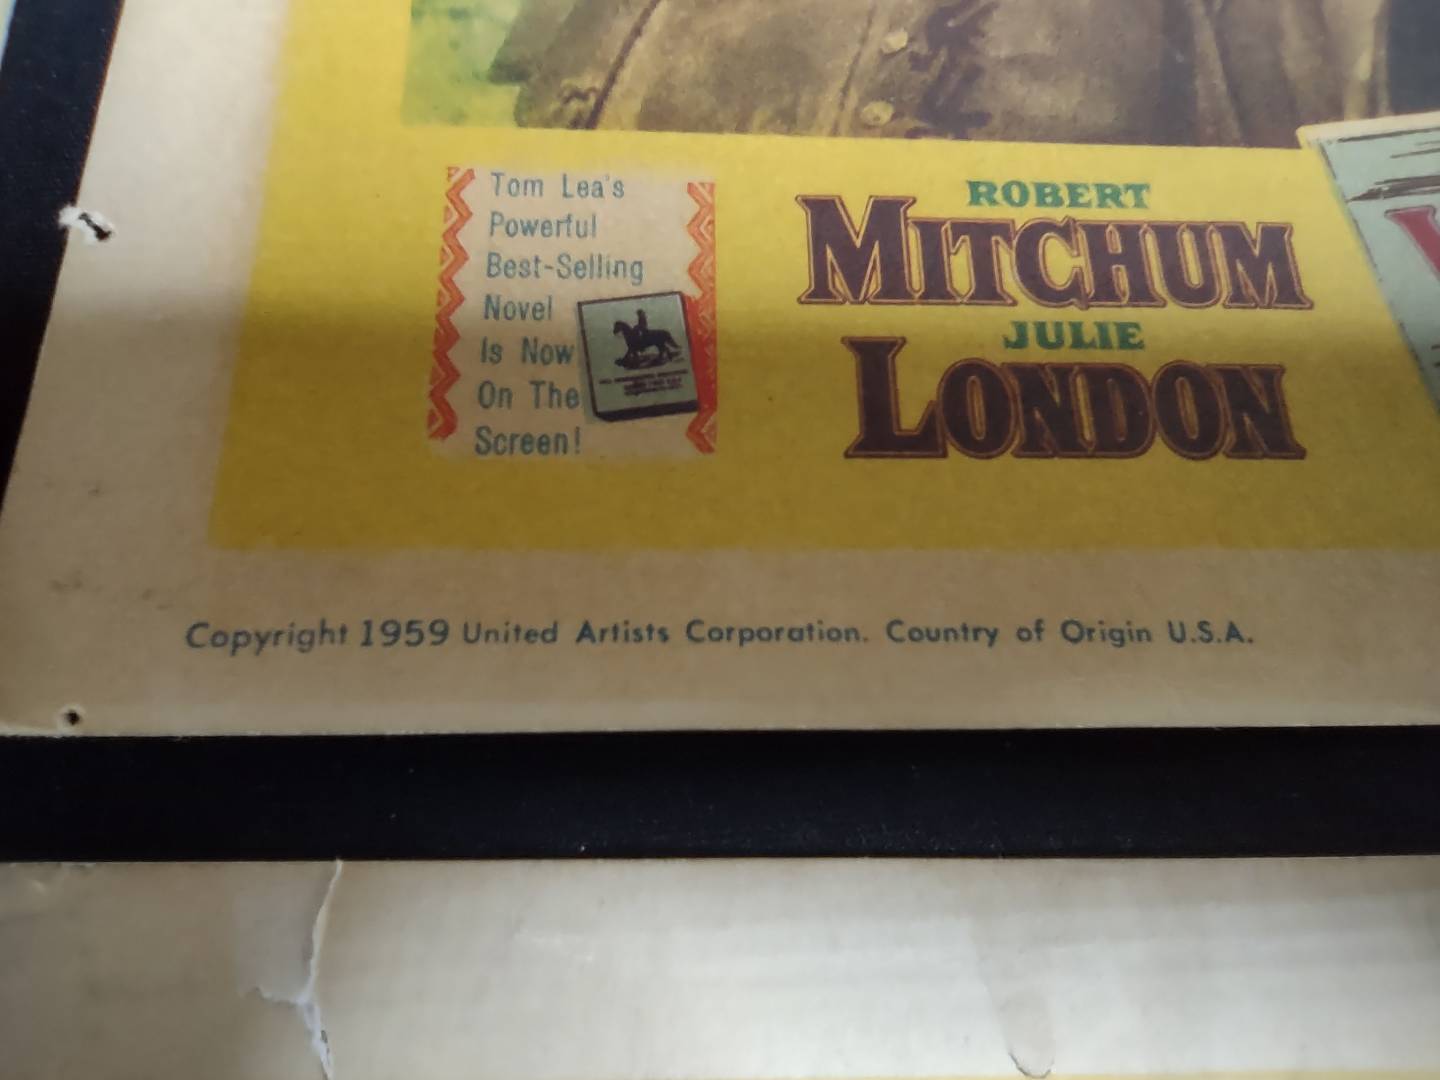 Tom Lea's
Powerful
Best-Selling
Novel
Is Now
On The
Screen!
ROBERT
MITCHUM
JULIE
LONDON
Copyright 1959 United Artists Corporation. Country of Origin U.S.A.